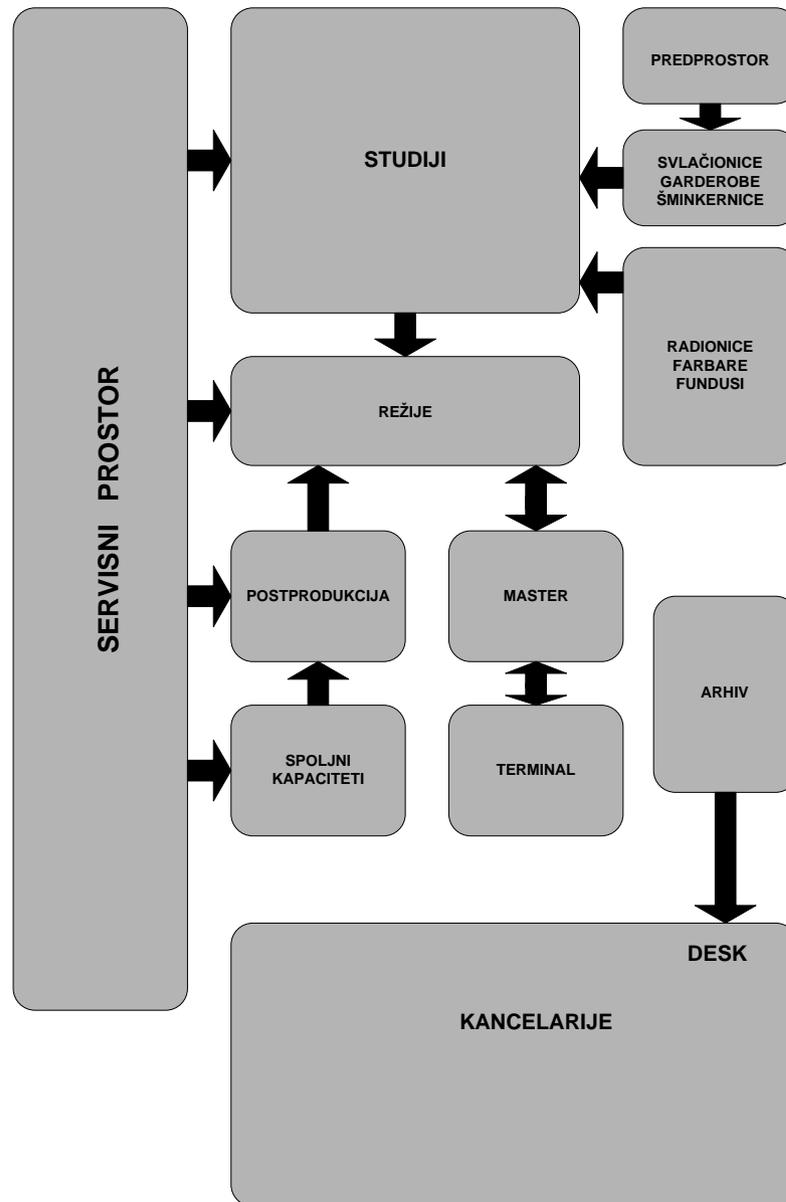 SERVISNI PROSTOR
STUDIJI
PREDPROSTOR
SVLAČIONICE
GARDEROBE
ŠMINKERNICE
RADIONICE
FARBARE
FUNDUSI
REŽIJE
POSTPRODUKCIJA
MASTER
ARHIV
SPOLJNI
KAPACITETI
TERMINAL
DESK
KANCELARIJE